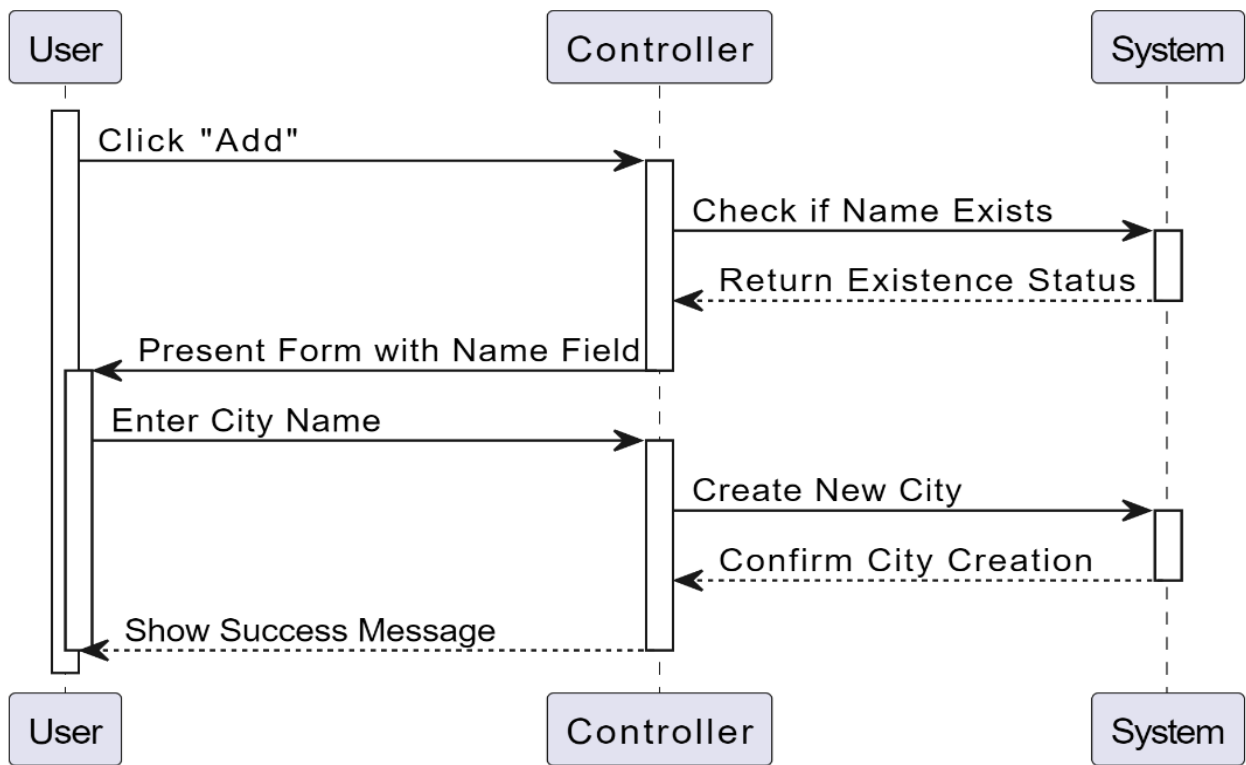 User
Controller
System
Click "Add"
Check if Name Exists
Return Existence Status
Present Form with Name Field
Enter City Name
Create New City
Confirm City Creation
Show Success Message
User
Controller
System